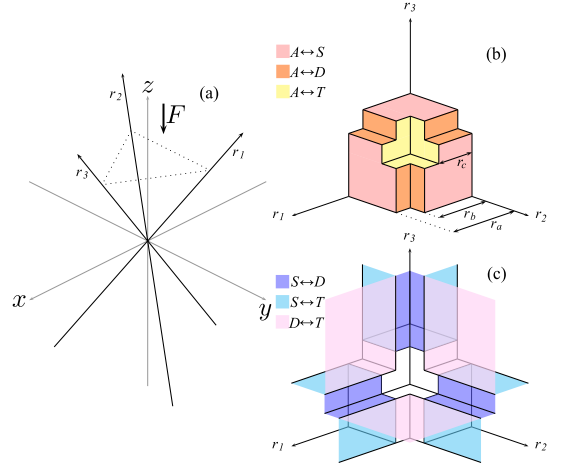 (a)
z
F
r2
r1
r3
x
y
(b)
r3
A↔S
A↔D
A↔T
rc
rb
ra
r1
r2
(c)
r3
S↔D
S↔T
D↔T
r1
r2